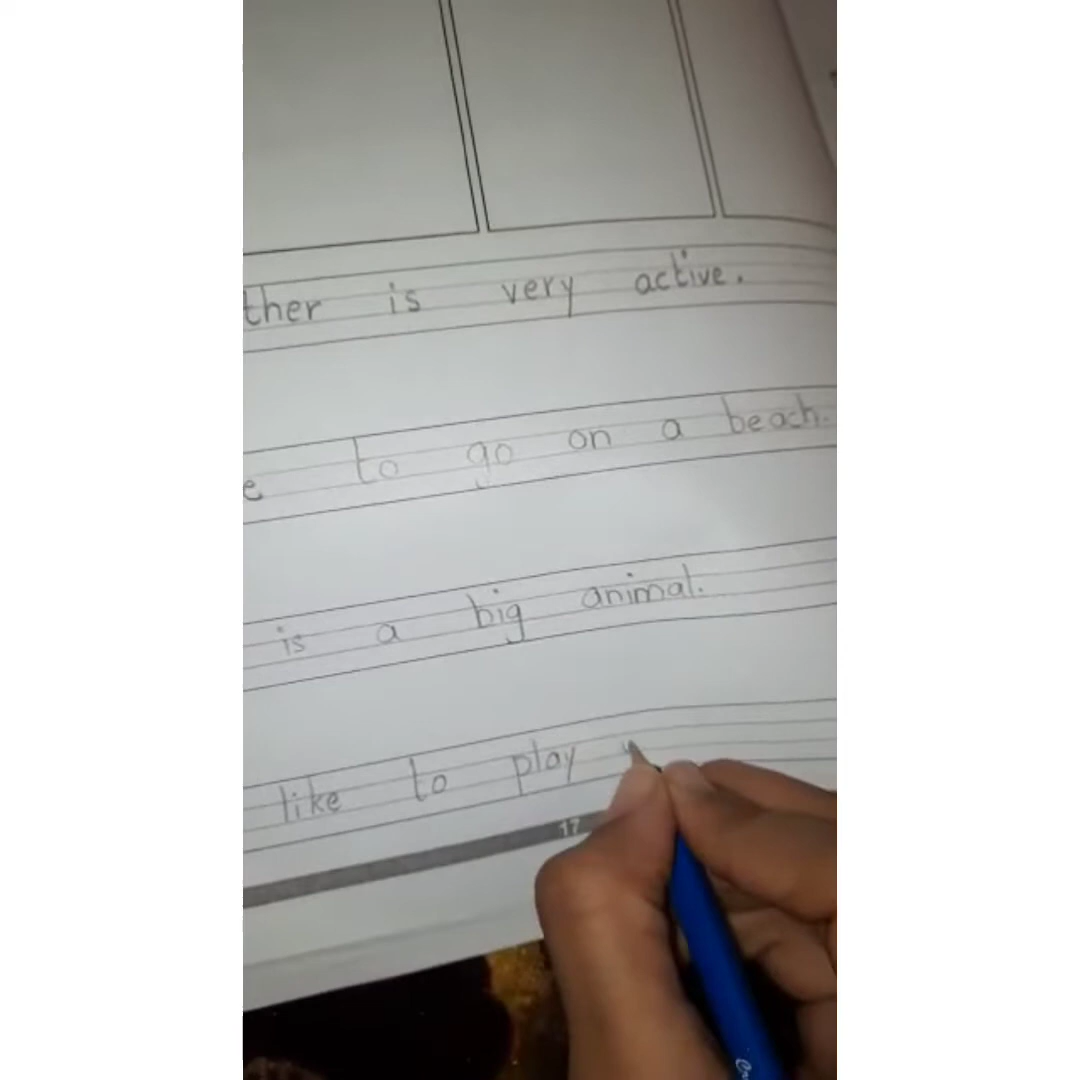 ther is very active.
e to go on a beach.
is a big animal.
like to play
17